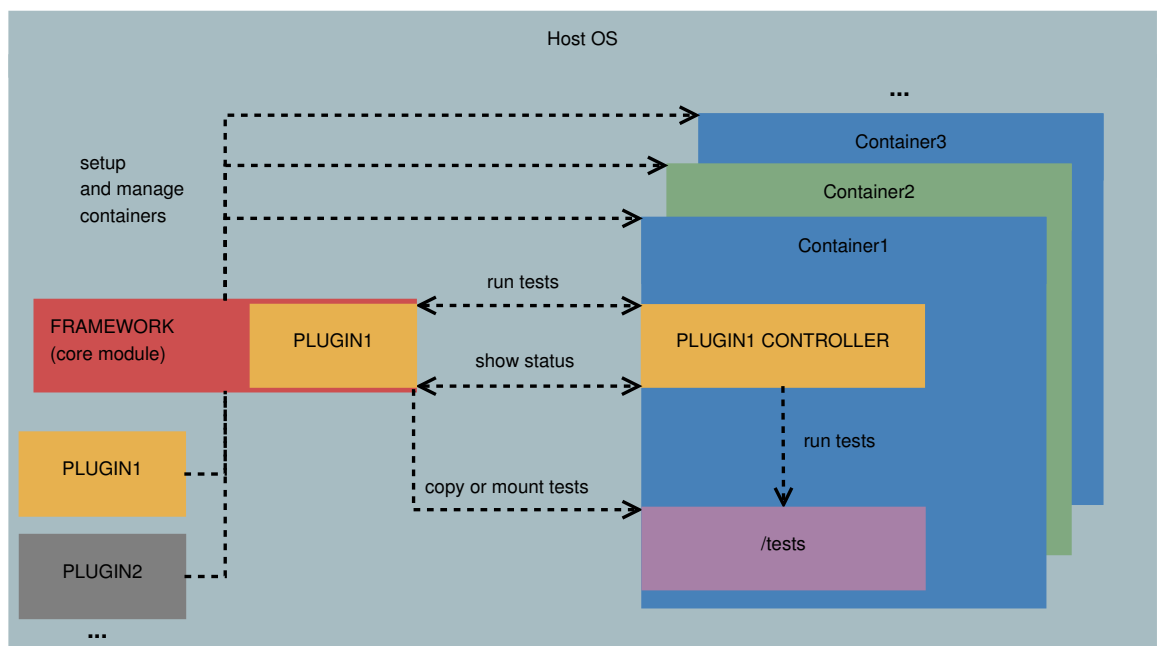 Host OS
...
Container3
setup
and manage
containers
Container2
Container1
run tests
FRAMEWORK
(core module)
PLUGIN1
PLUGIN1 CONTROLLER
show status
run tests
PLUGIN1
copy or mount tests
/tests
PLUGIN2
...